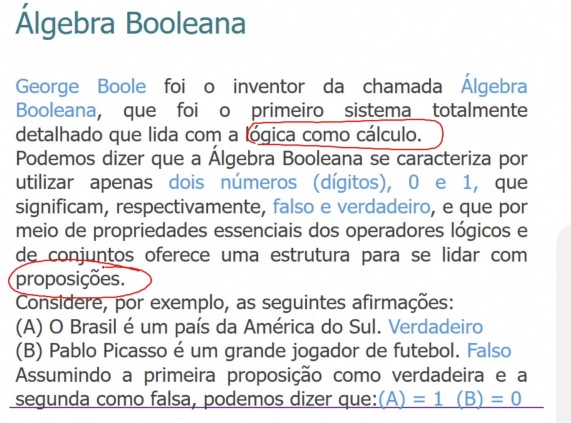 Álgebra Booleana
George Boole foi o inventor da chamada Álgebra
Booleana, que foi o primeiro sistema totalmente
detalhado que lida com a lógica como cálculo.
Podemos dizer que a Álgebra Booleana se caracteriza por
utilizar apenas dois números (dígitos), 0 e 1, que
significam, respectivamente, falso e verdadeiro, e que por
meio de propriedades essenciais dos operadores lógicos e
de conjuntos oferece uma estrutura para se lidar com
proposições.
Considere, por exemplo, as seguintes afirmações:
(A) O Brasil é um país da América do Sul. Verdadeiro
(B) Pablo Picasso é um grande jogador de futebol. Falso
Assumindo a primeira proposição como verdadeira e a
segunda como falsa, podemos dizer que:(A) = 1 (B) = 0